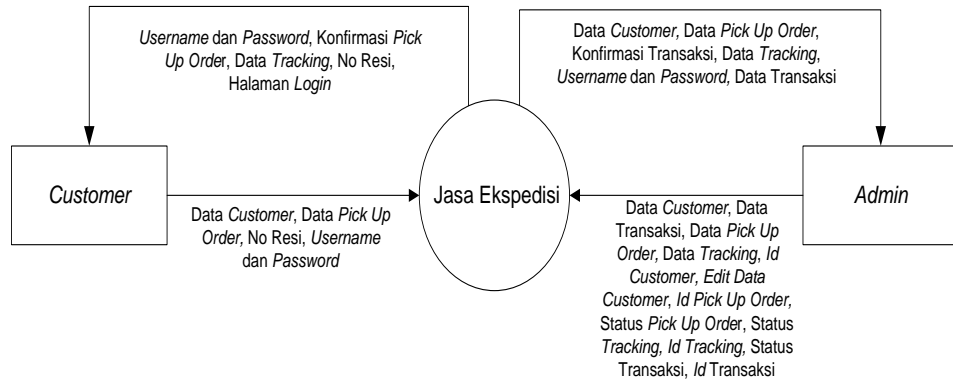 Username dan Password, Konfirmasi Pick
Up Order, Data Tracking, No Resi,
Halaman Login
Data Customer, Data Pick Up Order,
Konfirmasi Transaksi, Data Tracking,
Username dan Password, Data Transaksi
Customer
Jasa Ekspedisi
Admin
Data Customer, Data Pick Up
Order, No Resi, Username
dan Password
Data Customer, Data
Transaksi, Data Pick Up
Order, Data Tracking, Id
Customer, Edit Data
Customer, Id Pick Up Order,
Status Pick Up Order, Status
Tracking, Id Tracking, Status
Transaksi, Id Transaksi